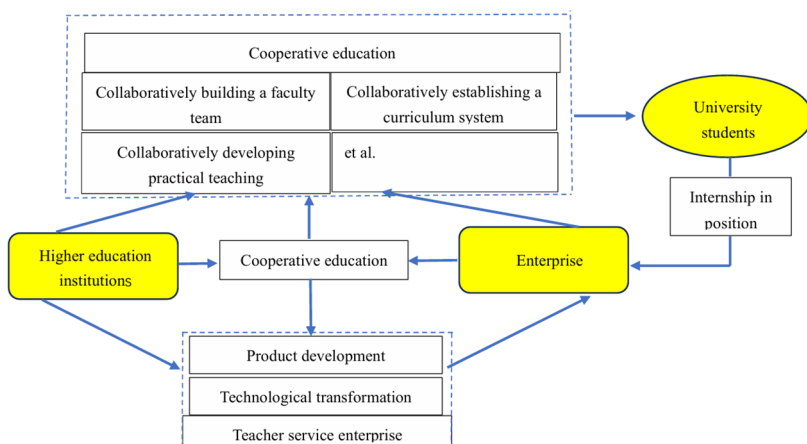 Cooperative education
Collaboratively building a faculty
team
Collaboratively establishing a
curriculum system
Collaboratively developing
practical teaching
et al.
University
students
Internship in
position
Higher education
institutions
Cooperative education
Enterprise
Product development
Technological transformation
Teacher service enterprise